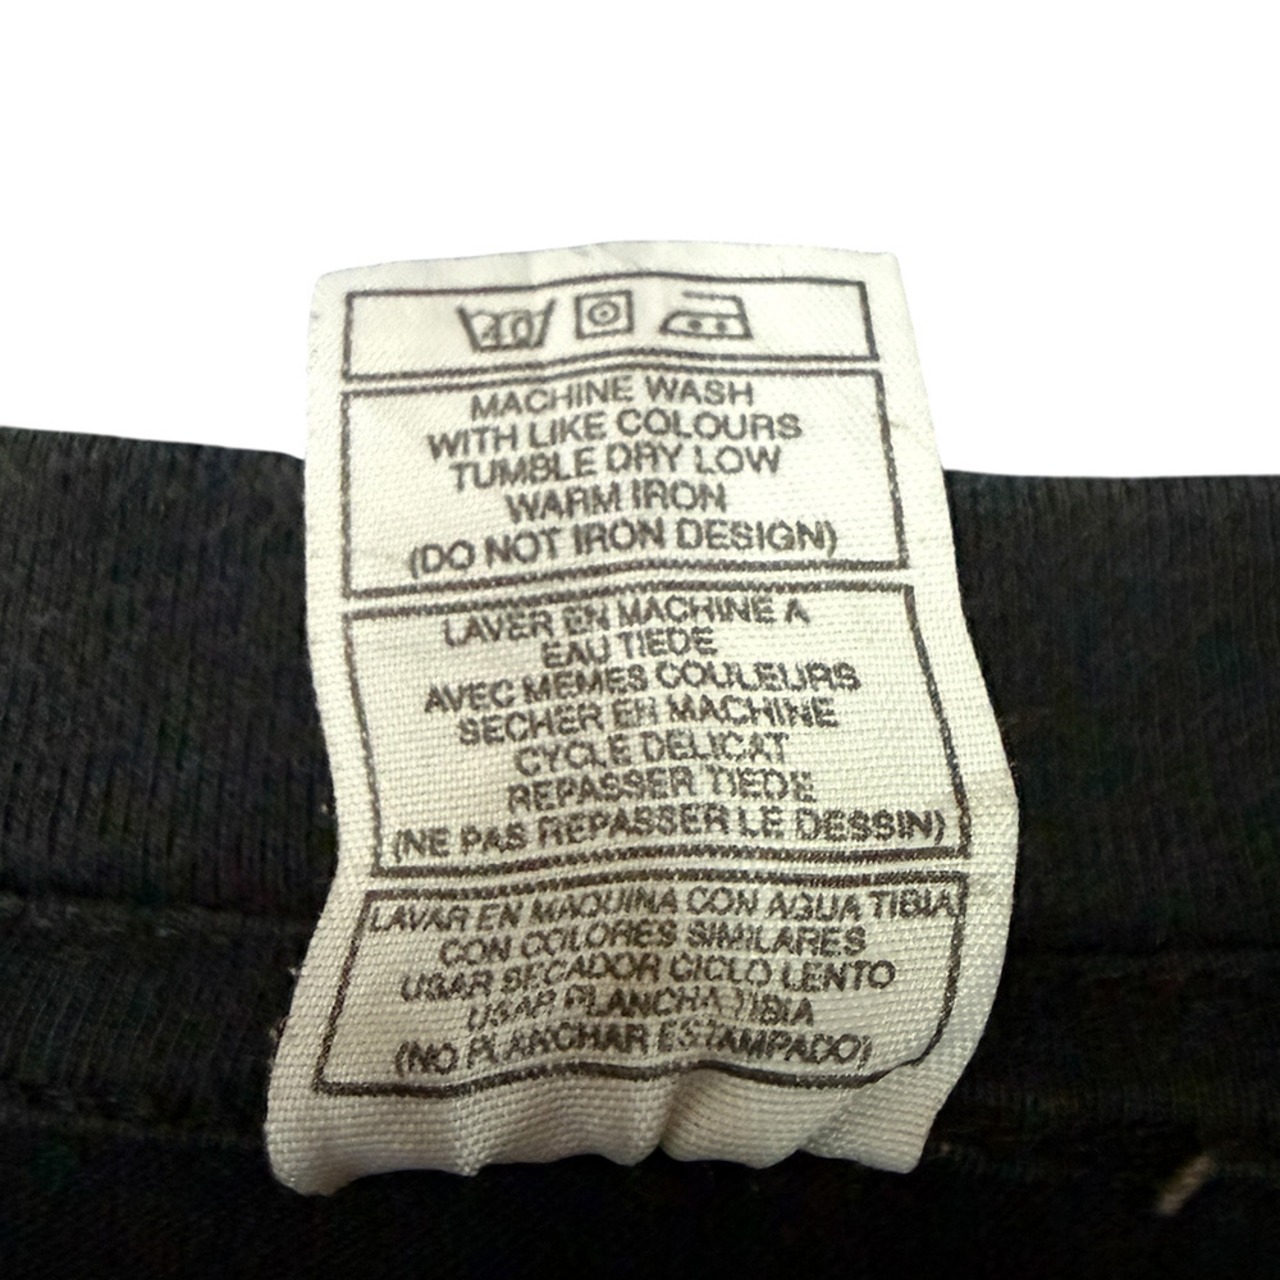 40
MACHINE WASH
WITH LIKE COLOURS
TUMBLE DRY LOW
WARM IRON
(DO NOT IRON DESIGN)
LAVER EN MACHINE A
EAU TIEDE
AVEC MEMES COULEURS
SECHER EN MACHINE
CYCLE DELICAT
REPASSER TIEDE
(NE PAS REPASSER LE DESSIN)
LAVAR EN MAQUINA CON AGUA TIBIA
CON COLORES SIMILARES
USAR SECADOR CICLO LENTO
USAR PLANCHA TIBIA
(NO PLANCHAR ESTAMPADO)